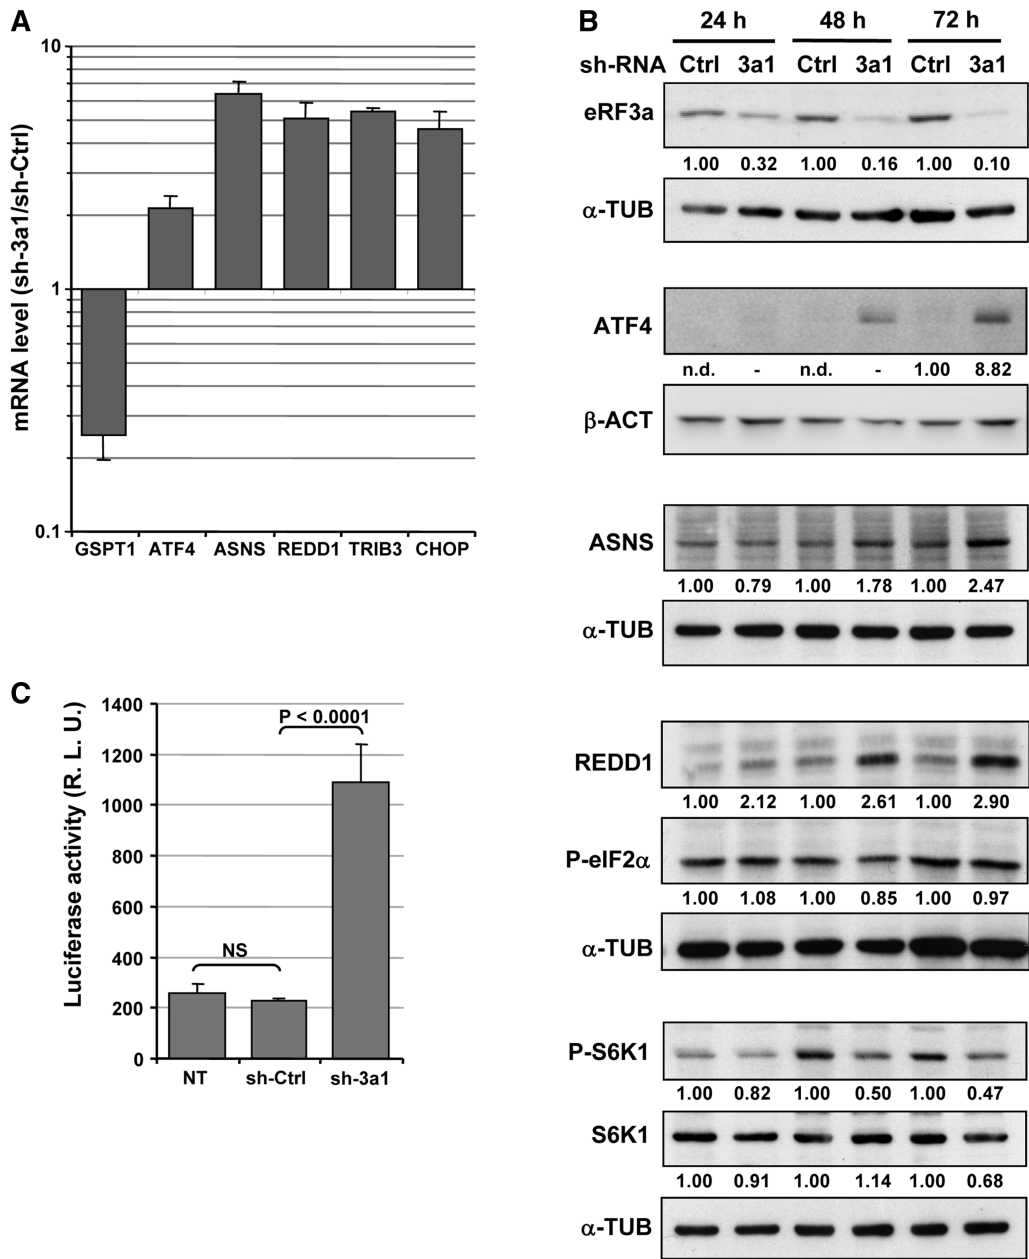 A
mRNA level (sh-3a1/sh-Ctrl)
10
1
0.1
GSPT1 ATF4 ASNS REDD1 TRIB3 CHOP
B
24 h 48 h 72 h
sh-RNA Ctrl 3a1 Ctrl 3a1 Ctrl 3a1
eRF3a
1.00 0.32 1.00 0.16 1.00 0.10
α-TUB
ATF4
n.d. - n.d. - 1.00 8.82
β-ACT
ASNS
1.00 0.79 1.00 1.78 1.00 2.47
α-TUB
REDD1
1.00 2.12 1.00 2.61 1.00 2.90
P-eIF2α
1.00 1.08 1.00 0.85 1.00 0.97
α-TUB
P-S6K1
1.00 0.82 1.00 0.50 1.00 0.47
S6K1
1.00 0.91 1.00 1.14 1.00 0.68
α-TUB
C
Luciferase activity (R. L. U.)
1400
1200
1000
800
600
400
200
0
P < 0.0001
NS
NT sh-Ctrl sh-3a1